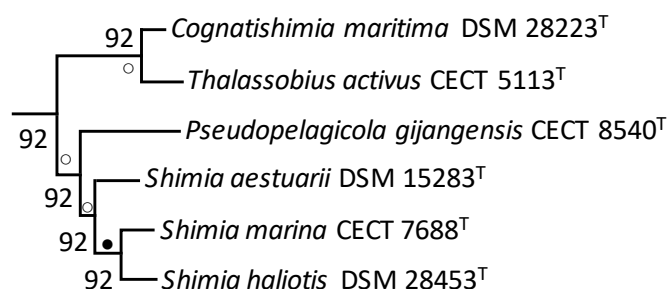 92
Cognatishimia maritima DSM 28223ᵀ
Thalassobius activus CECT 5113ᵀ
92
Pseudopelagicola gijangensis CECT 8540ᵀ
Shimia aestuarii DSM 15283ᵀ
92
Shimia marina CECT 7688ᵀ
92
Shimia haliotis DSM 28453ᵀ
92